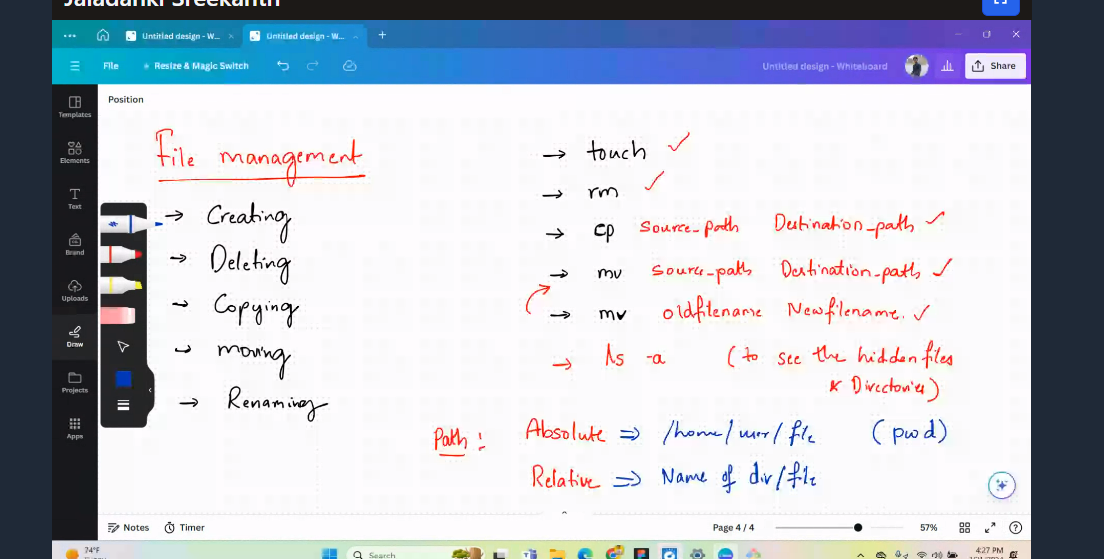 Jaladanki Sreekanth
Untitled design - W...
Untitled design - W...
File
Resize & Magic Switch
Untitled design - Whiteboard
Share
Position
Templates
Elements
Text
Brand
Uploads
Draw
Projects
Apps
File management
→ Creating
→ Deleting
→ Copying
→ moving
→ Renaming
→ touch ✓
→ rm ✓
→ cp source_path Destination_path ✓
→ mv source_path Destination_path ✓
→ mv oldfilename Newfilename. ✓
→ ls -a (to see the hidden files
& Directories)
Path : Absolute ⇒ /home/user/file (pwd)
Relative ⇒ Name of dir/file
Notes
Timer
Page 4 / 4
57%
74°F
Search
4:27 PM